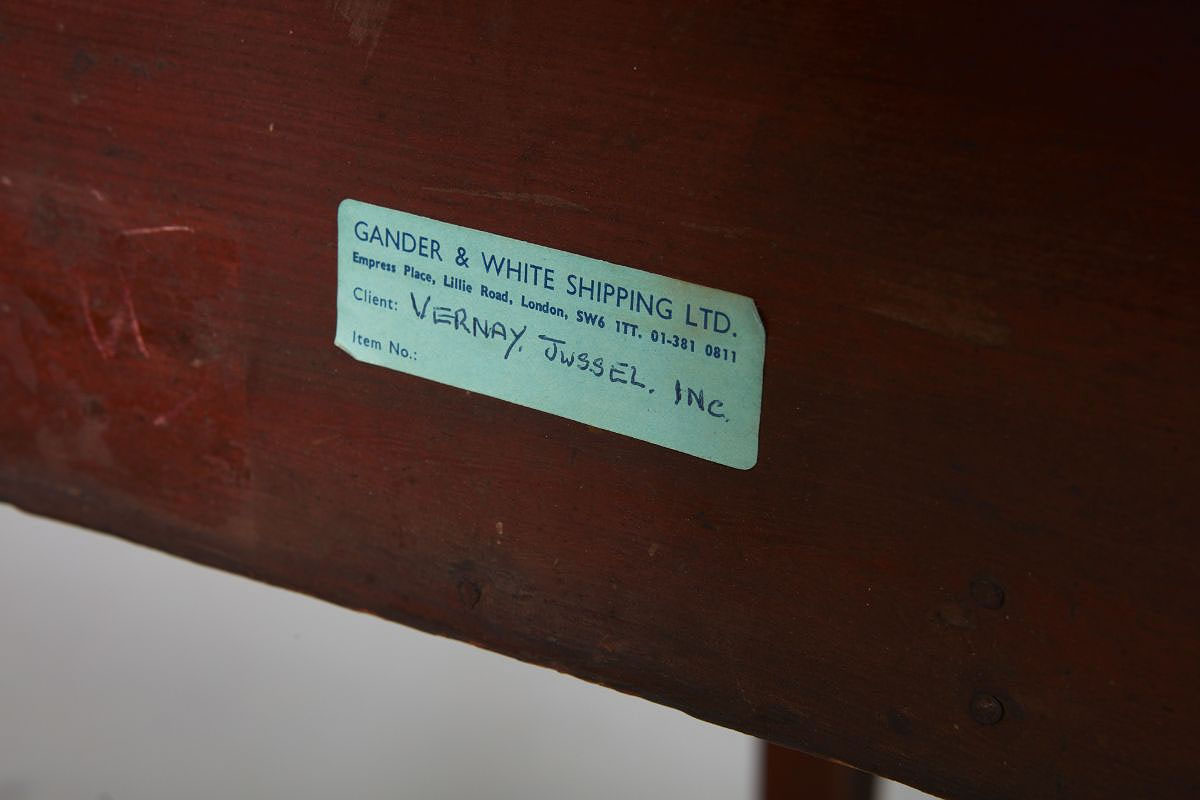 GANDER & WHITE SHIPPING LTD.
Empress Place, Lillie Road, London, SW6 1TT. 01-381 0811
Client: VERNAY, JUSSEL, INC.
Item No.: